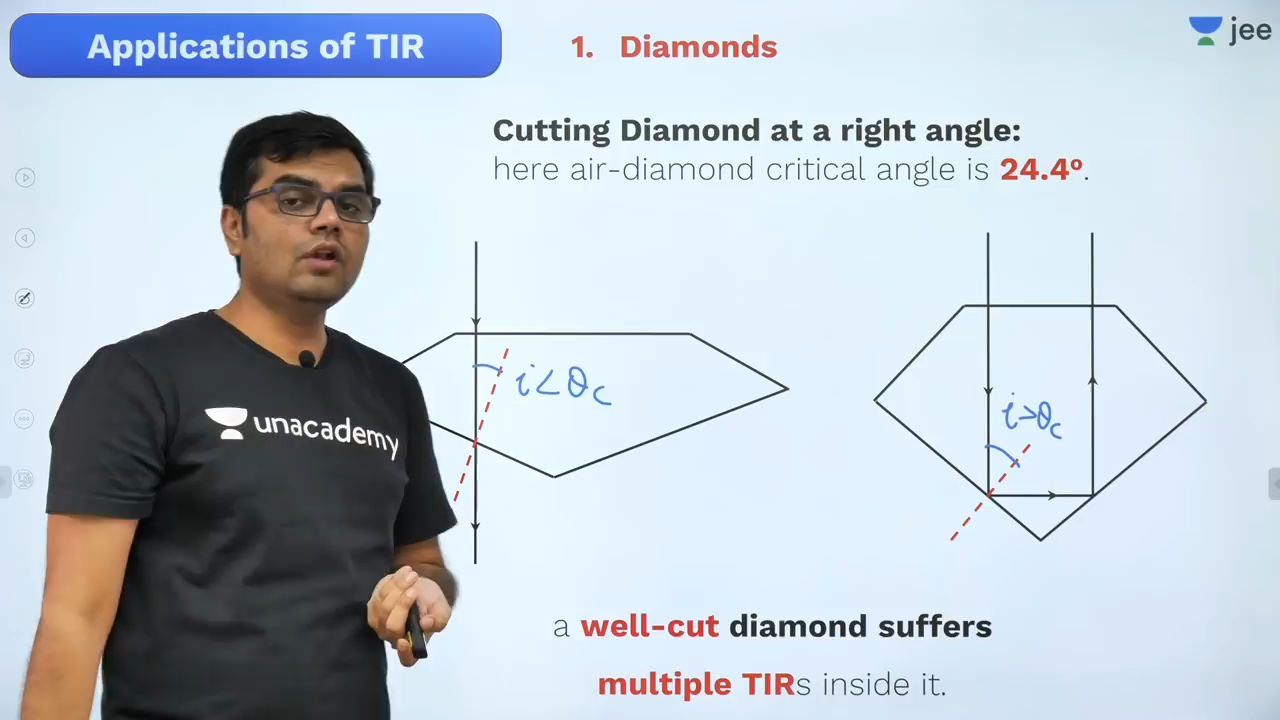 Applications of TIR
1. Diamonds
jee
Cutting Diamond at a right angle:
here air-diamond critical angle is 24.4°.
i<θc
i>θc
unacademy
a well-cut diamond suffers
multiple TIRs inside it.